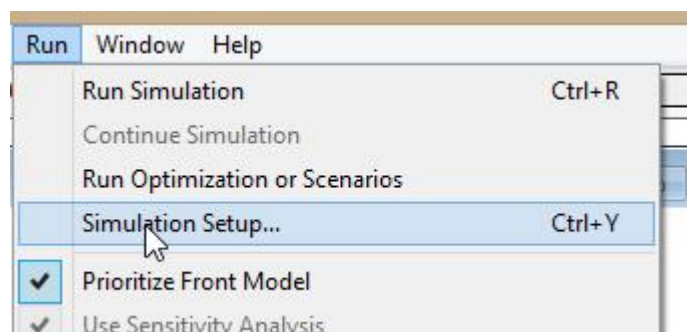 Run Window Help
Run Simulation Ctrl+R
Continue Simulation
Run Optimization or Scenarios
Simulation Setup... Ctrl+Y
Prioritize Front Model
Use Sensitivity Analysis